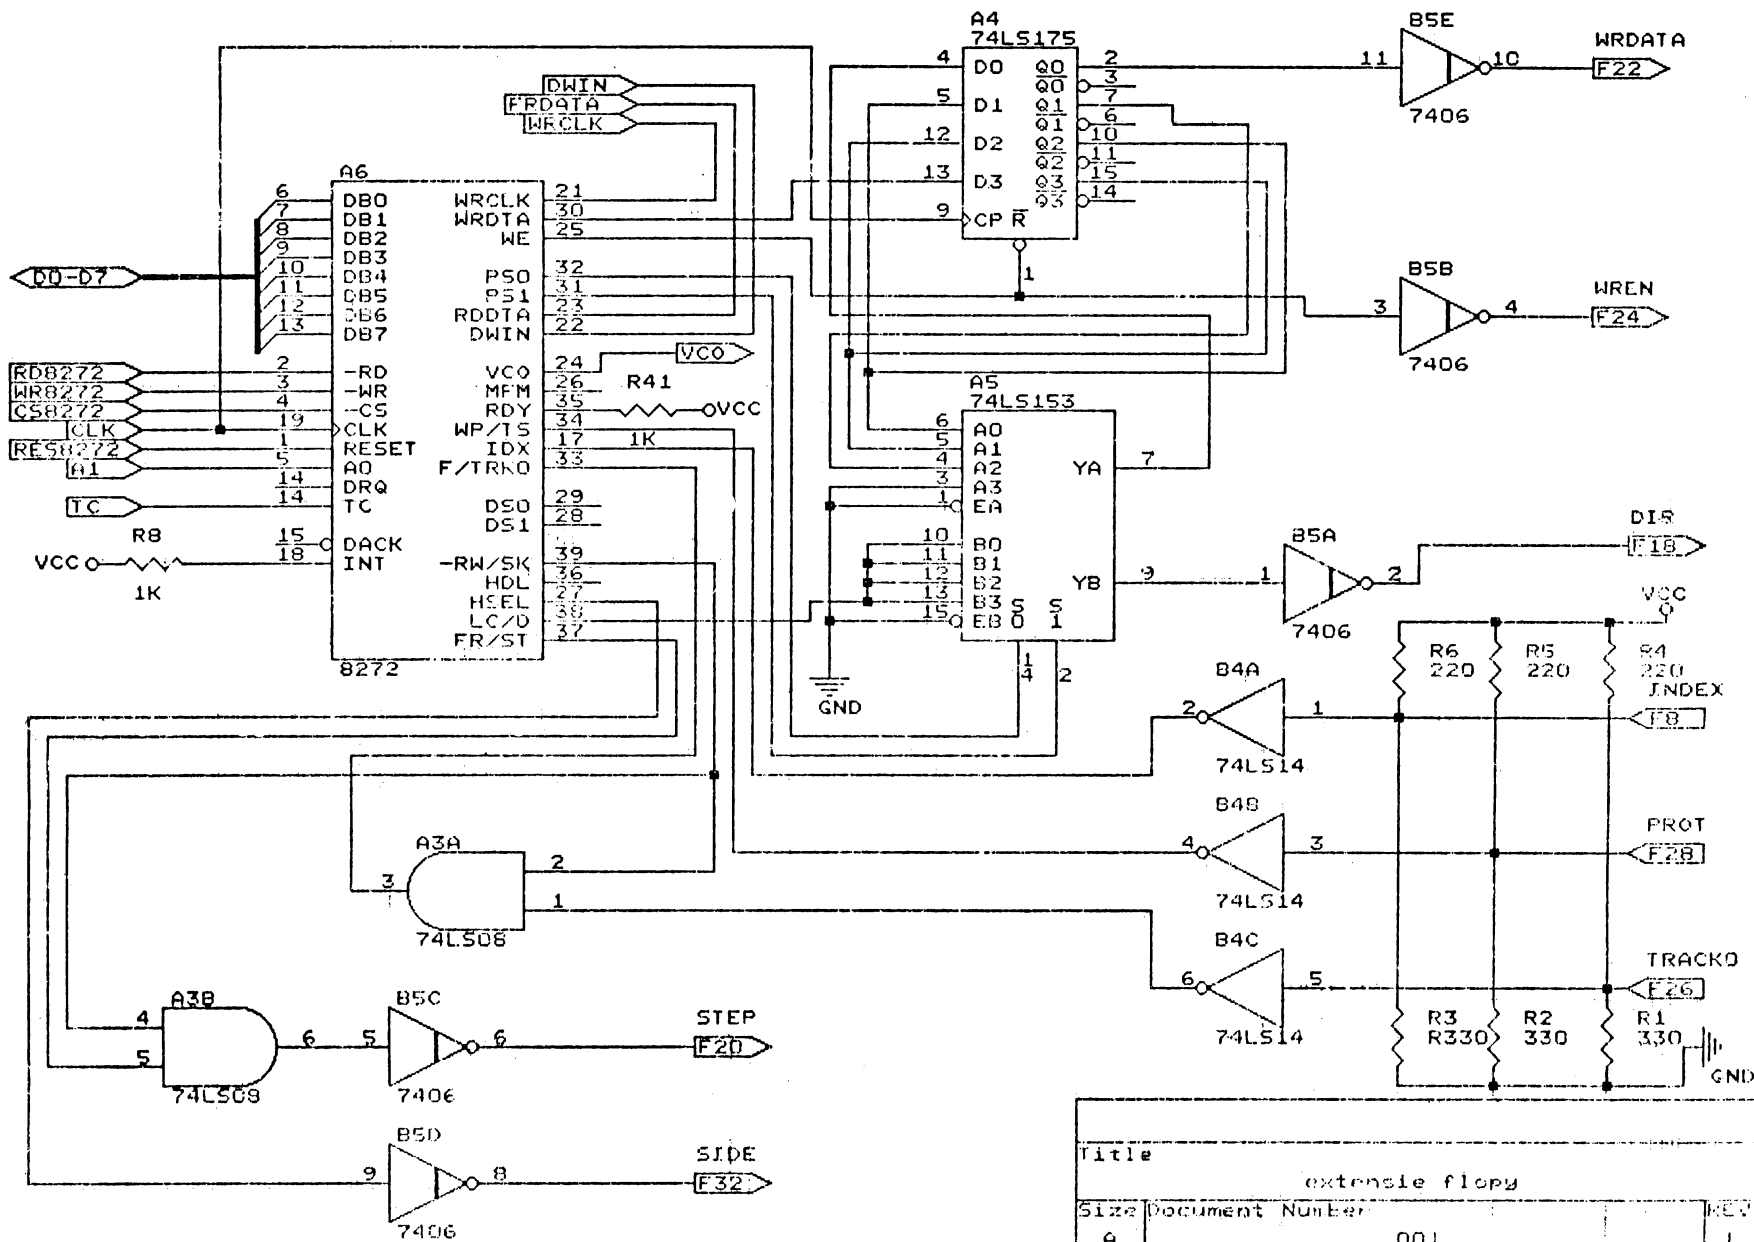 A4
74LS175
4 D0 Q0 2
Q0 3
5 D1 Q1 7
Q1 6
12 D2 Q2 10
Q2 11
13 D3 Q3 15
Q3 14
9 CP R
1
B5E
11 10
7406
WRDATA
F22
DWIN
FRDATA
WRCLK
A6
6 DB0 WRCLK 21
7 DB1 WRDTA 30
8 DB2 WE 25
9 DB3
10 DB4 PS0 32
11 DB5 PS1 31
12 DB6 RDDTA 23
13 DB7 DWIN 22
2 -RD VCO 24
3 -WR MFM 26
4 -CS RDY 35
19 CLK WP/TS 34
1 RESET IDX 17
5 A0 F/TRK0 33
14 DRQ
14 TC DS0 29
DS1 28
15 DACK -RW/SK 39
18 INT HDL 36
HSEL 27
LC/D 38
FR/ST 37
8272
D0-D7
RD8272
WR8272
CS8272
CLK
RES8272
A1
TC
R8
VCC
1K
VCO
R41
VCC
1K
B5B
3 4
7406
WREN
F24
A5
74LS153
6 A0
5 A1
4 A2 YA 7
3 A3
1 EA
10 B0
11 B1
12 B2 YB 9
13 B3 S S
15 EB 0 1
1
4 2
GND
B5A
1 2
7406
DIR
F18
VCC
R6
220
R5
220
R4
220
B4A
2 1
74LS14
INDEX
F8
B4B
4 3
74LS14
PROT
F28
B4C
6 5
74LS14
TRACK0
F26
R3
R330
R2
330
R1
330
GND
A3A
3 2
1
74LS08
A3B
4
5
6
74LS08
B5C
5 6
7406
STEP
F20
B5D
9 8
7406
SIDE
F32
Title
extensie flopy
Size Document Number REV
A 001 1